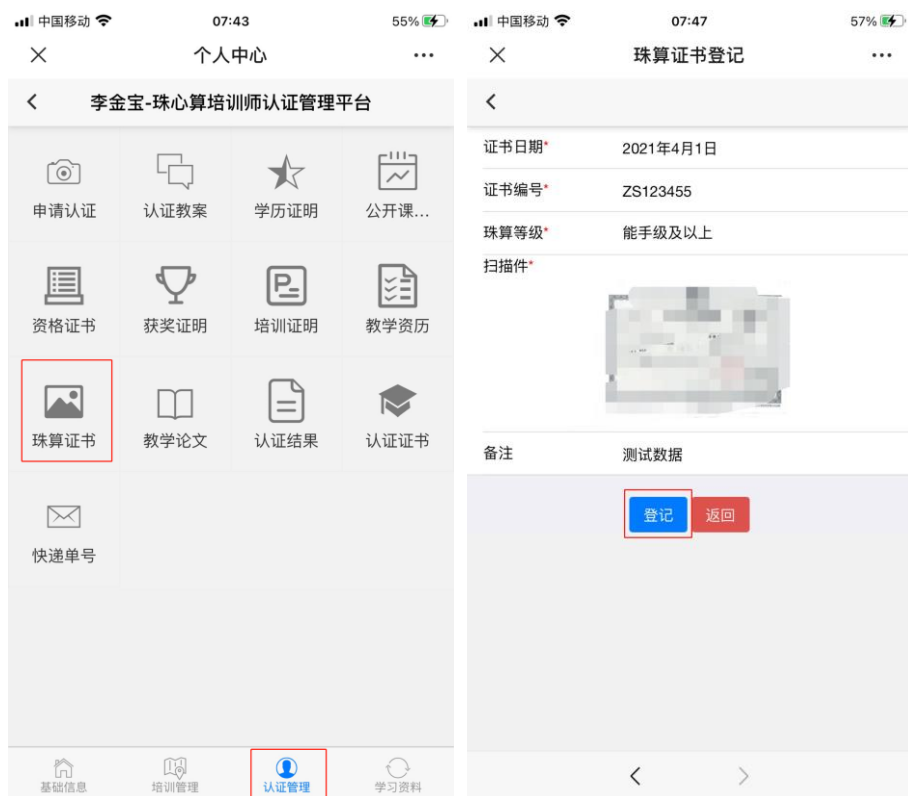 中国移动 07:43 55%
个人中心
李金宝-珠心算培训师认证管理平台
申请认证 认证教案 学历证明 公开课...
资格证书 获奖证明 培训证明 教学资历
珠算证书 教学论文 认证结果 认证证书
快递单号
基础信息 培训管理 认证管理 学习资料
中国移动 07:47 57%
珠算证书登记
证书日期* 2021年4月1日
证书编号* ZS123455
珠算等级* 能手级及以上
扫描件*
备注 测试数据
登记 返回